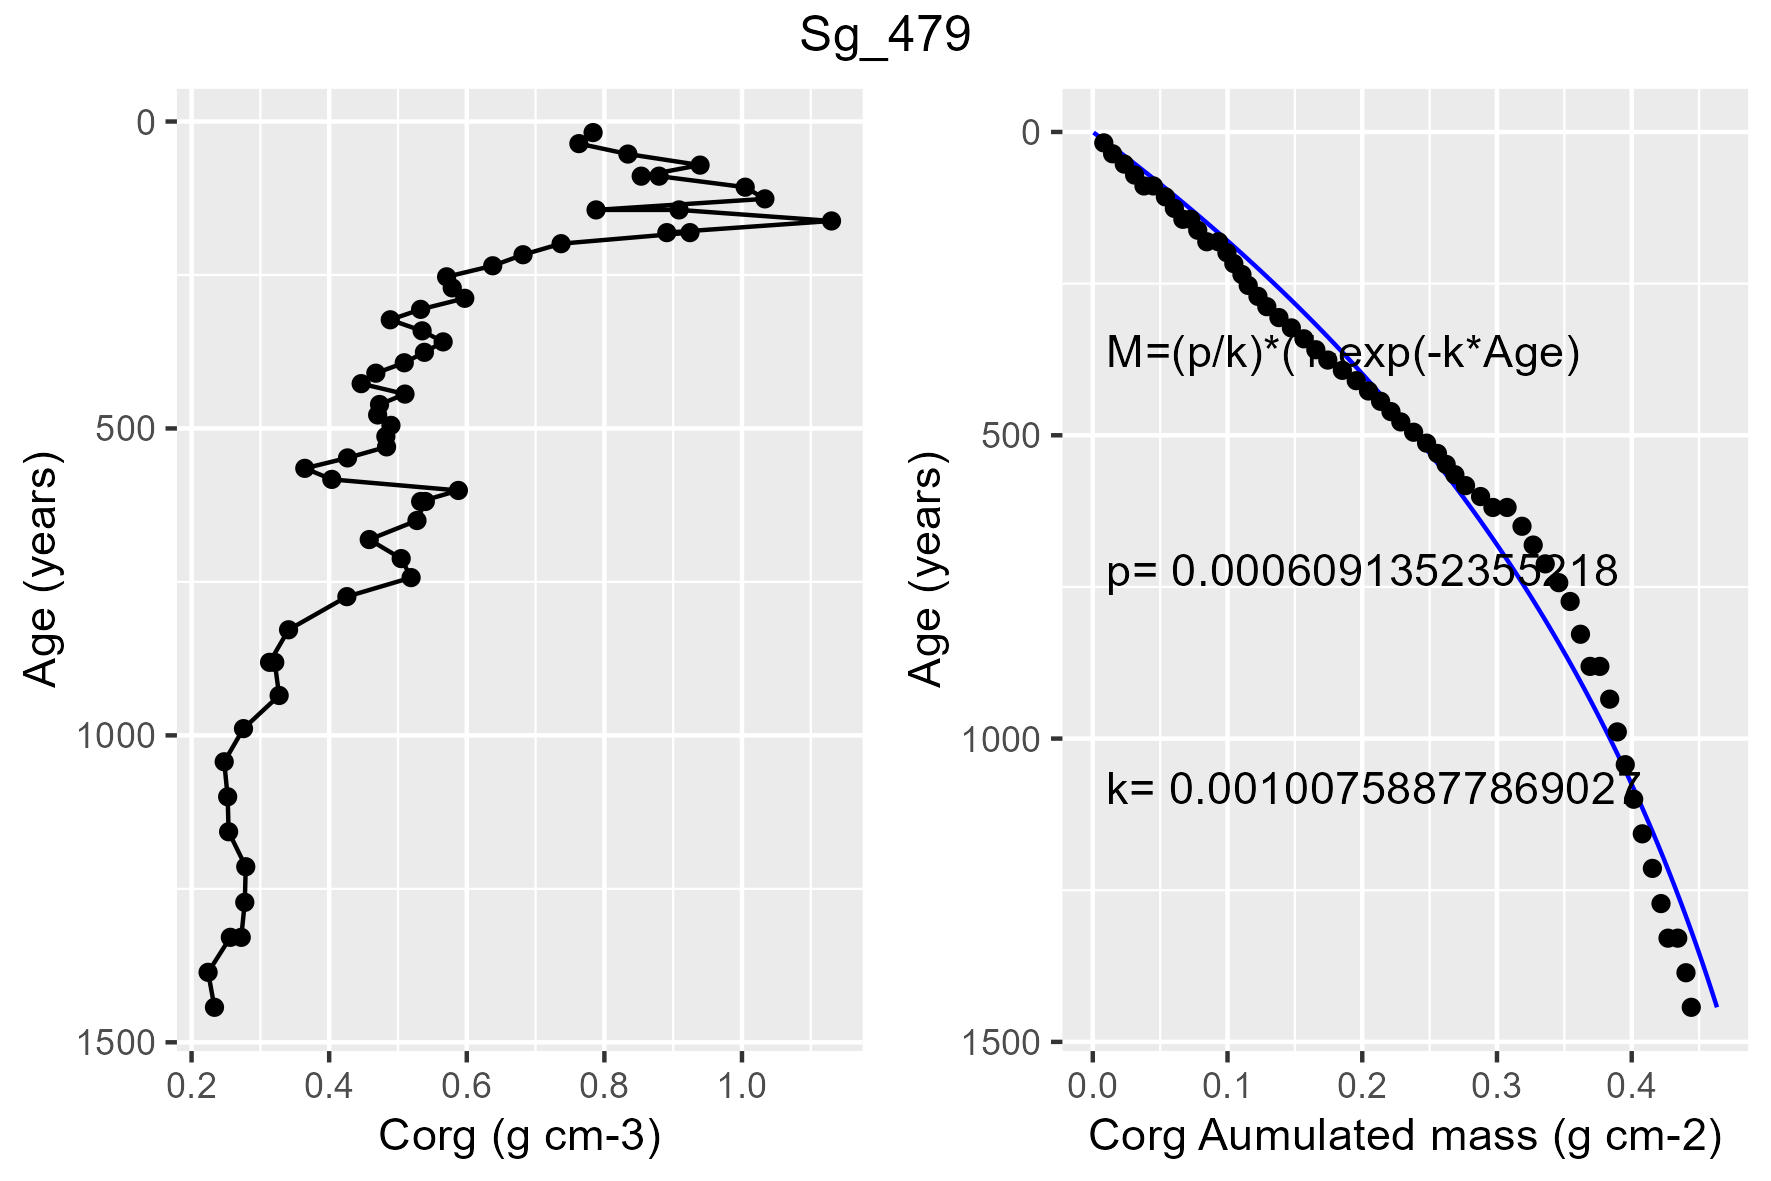 Sg_479
0
500
1000
1500
Age (years)
0.2 0.4 0.6 0.8 1.0
Corg (g cm-3)
0
500
1000
1500
Age (years)
M=(p/k)*( exp(-k*Age)
p= 0.0006091352355218
k= 0.00100758877869027
0.0 0.1 0.2 0.3 0.4
Corg Aumulated mass (g cm-2)